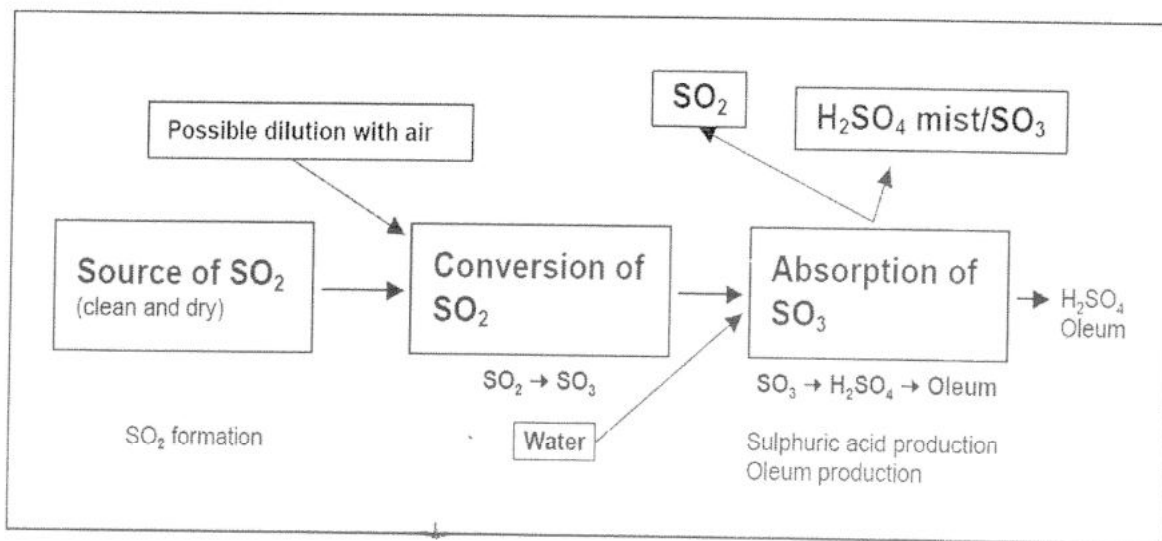 SO₂
H₂SO₄ mist/SO₃
Possible dilution with air
Source of SO₂
(clean and dry)
Conversion of
SO₂
Absorption of
SO₃
H₂SO₄
Oleum
SO₂ → SO₃
SO₃ → H₂SO₄ → Oleum
SO₂ formation
Water
Sulphuric acid production
Oleum production